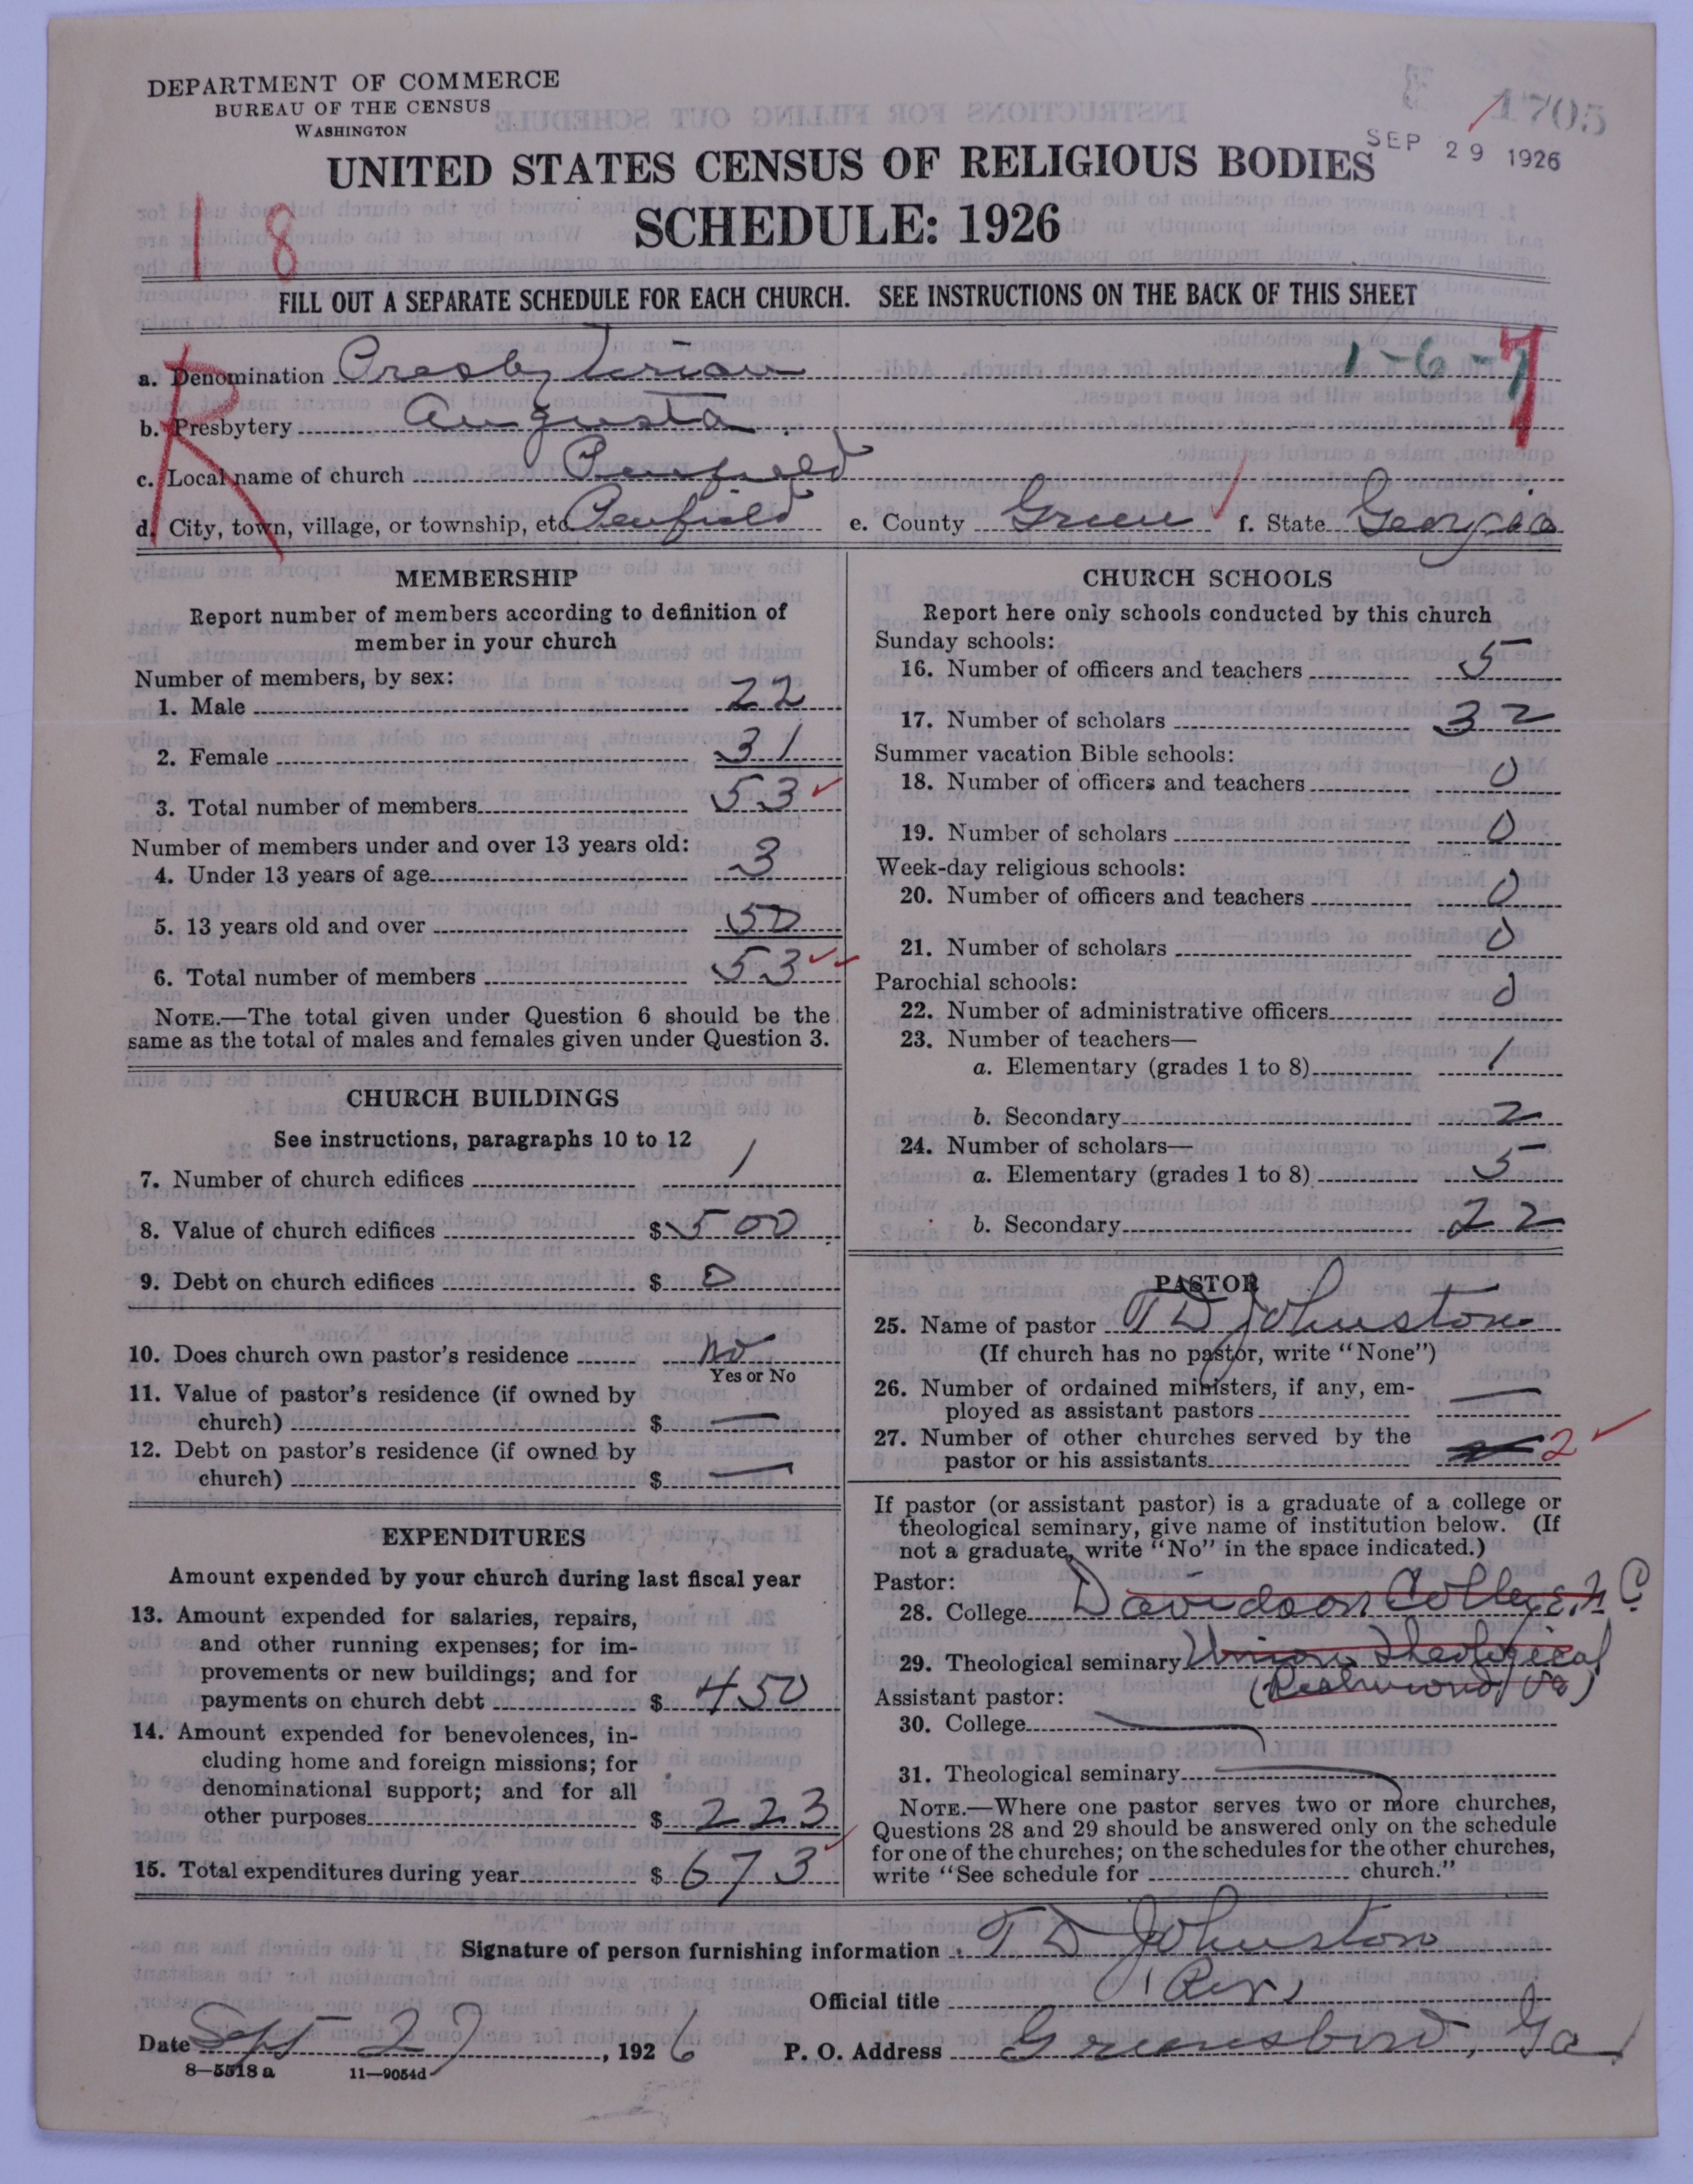 DEPARTMENT OF COMMERCE
BUREAU OF THE CENSUS
WASHINGTON
1705
SEP 29 1926
UNITED STATES CENSUS OF RELIGIOUS BODIES
SCHEDULE: 1926
18
FILL OUT A SEPARATE SCHEDULE FOR EACH CHURCH. SEE INSTRUCTIONS ON THE BACK OF THIS SHEET
R
1-6-7
7
a. Denomination Presbyterian
b. Presbytery Augusta
c. Local name of church Penfield
d. City, town, village, or township, etc. Penfield e. County Green f. State Georgia
MEMBERSHIP
Report number of members according to definition of
member in your church
Number of members, by sex:
1. Male 22
2. Female 31
3. Total number of members 53
Number of members under and over 13 years old:
4. Under 13 years of age 3
5. 13 years old and over 50
6. Total number of members 53
NOTE.—The total given under Question 6 should be the
same as the total of males and females given under Question 3.
CHURCH BUILDINGS
See instructions, paragraphs 10 to 12
7. Number of church edifices 1
8. Value of church edifices $ 500
9. Debt on church edifices $ 0
10. Does church own pastor's residence No
Yes or No
11. Value of pastor's residence (if owned by
church) $ —
12. Debt on pastor's residence (if owned by
church) $ —
EXPENDITURES
Amount expended by your church during last fiscal year
13. Amount expended for salaries, repairs,
and other running expenses; for im-
provements or new buildings; and for
payments on church debt $ 450
14. Amount expended for benevolences, in-
cluding home and foreign missions; for
denominational support; and for all
other purposes $ 223
15. Total expenditures during year $ 673
CHURCH SCHOOLS
Report here only schools conducted by this church
Sunday schools:
16. Number of officers and teachers 5
17. Number of scholars 32
Summer vacation Bible schools:
18. Number of officers and teachers 0
19. Number of scholars 0
Week-day religious schools:
20. Number of officers and teachers 0
21. Number of scholars 0
Parochial schools:
22. Number of administrative officers 0
23. Number of teachers—
a. Elementary (grades 1 to 8) 1
b. Secondary 2
24. Number of scholars—
a. Elementary (grades 1 to 8) 5
b. Secondary 22
PASTOR
25. Name of pastor T D Johnston
(If church has no pastor, write "None")
26. Number of ordained ministers, if any, em-
ployed as assistant pastors —
27. Number of other churches served by the
pastor or his assistants 2
If pastor (or assistant pastor) is a graduate of a college or
theological seminary, give name of institution below. (If
not a graduate, write "No" in the space indicated.)
Pastor:
28. College Davidson College, N C
29. Theological seminary Union Theological
(Richmond, Va)
Assistant pastor:
30. College —
31. Theological seminary —
NOTE.—Where one pastor serves two or more churches,
Questions 28 and 29 should be answered only on the schedule
for one of the churches; on the schedules for the other churches,
write "See schedule for church."
Signature of person furnishing information T D Johnston
Official title Rev.
Date Sept 27, 1926 P. O. Address Greensboro, Ga.
8—5518 a 11—9054d